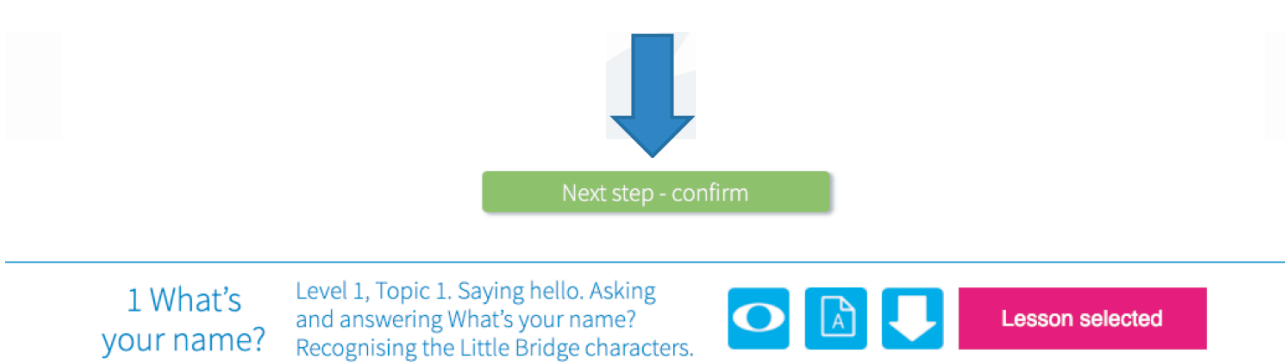 Next step - confirm
1 What's
your name?
Level 1, Topic 1. Saying hello. Asking
and answering What's your name?
Recognising the Little Bridge characters.
A
Lesson selected